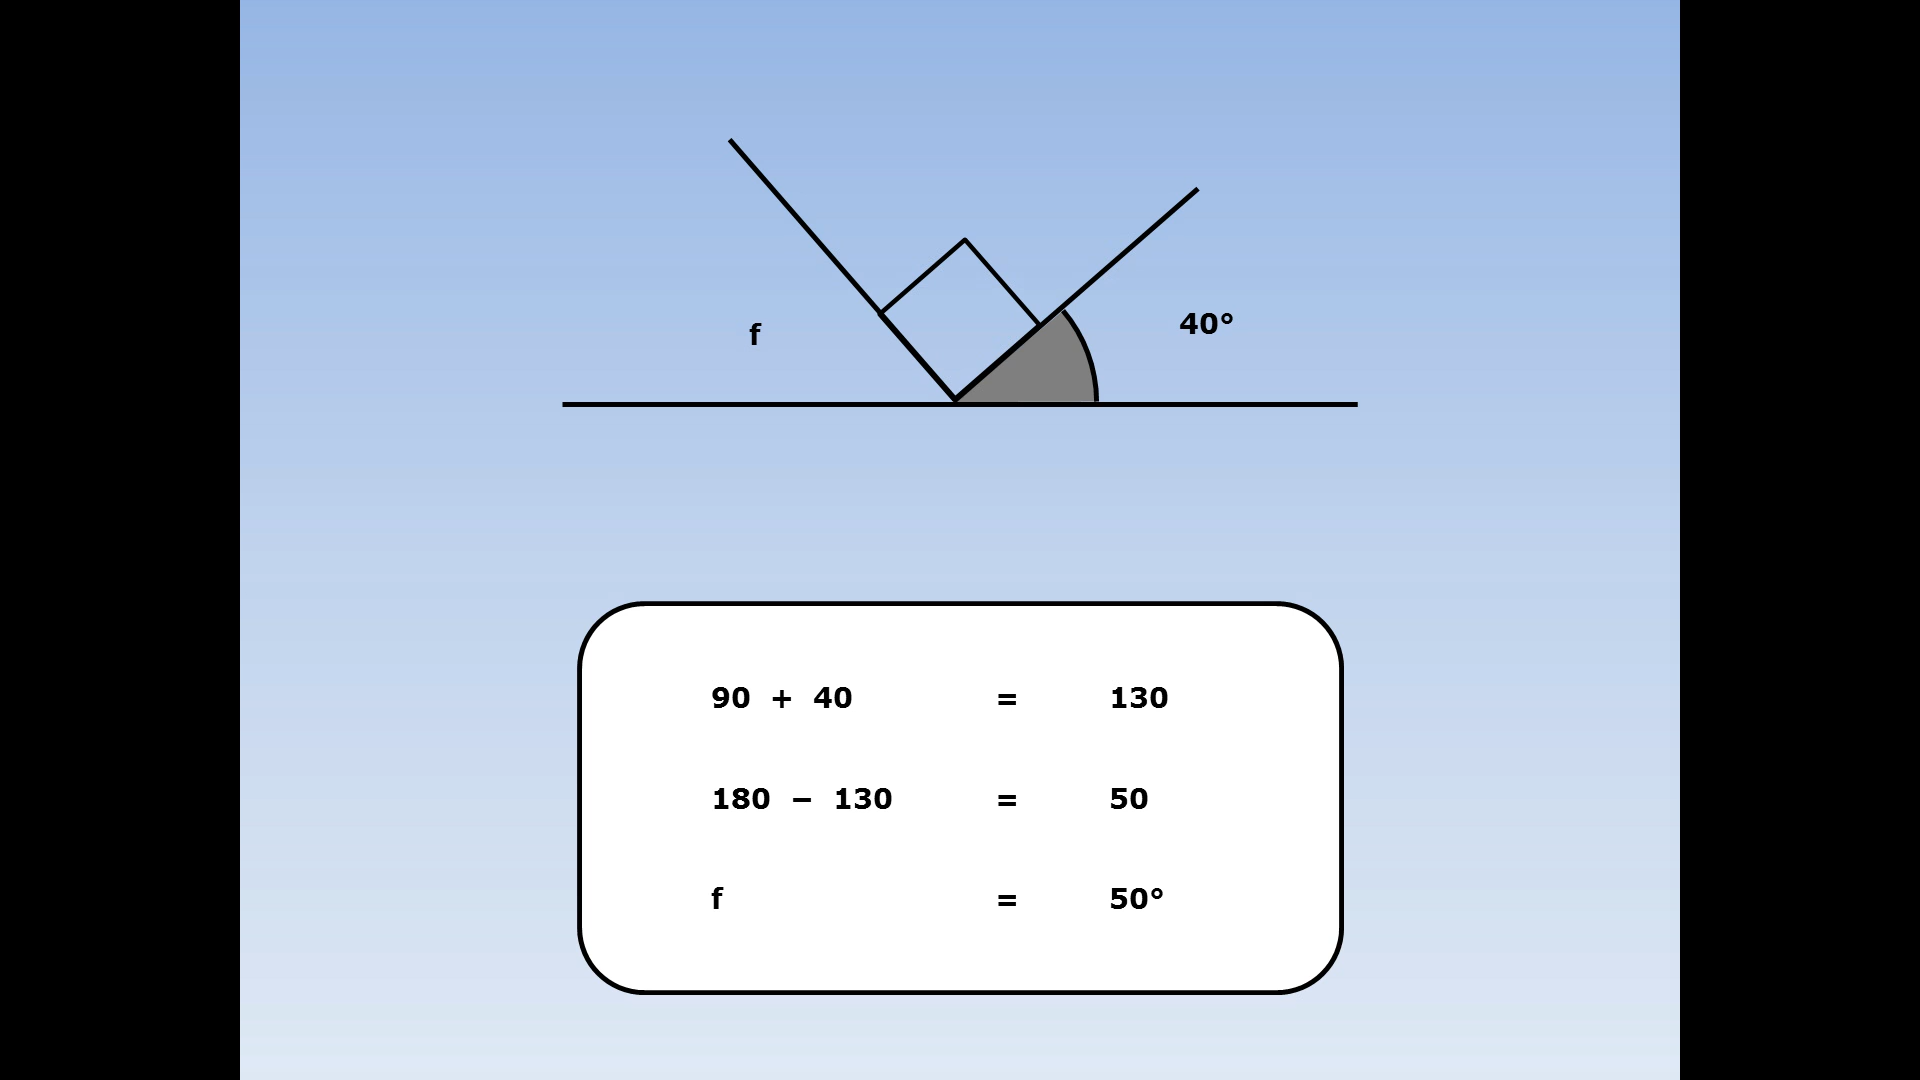 f
40°
90 + 40 = 130
180 – 130 = 50
f = 50°